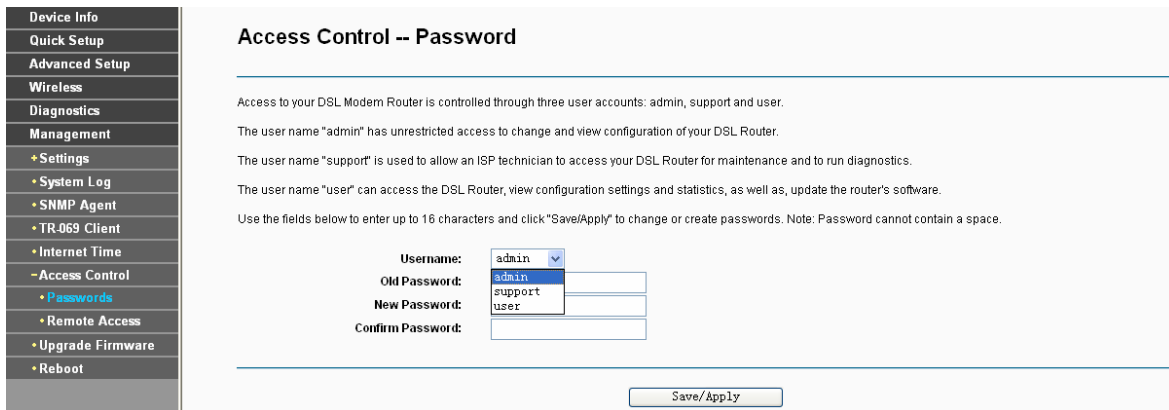 Device Info
Quick Setup
Advanced Setup
Wireless
Diagnostics
Management
+Settings
•System Log
•SNMP Agent
•TR-069 Client
•Internet Time
−Access Control
•Passwords
•Remote Access
•Upgrade Firmware
•Reboot
Access Control -- Password
Access to your DSL Modem Router is controlled through three user accounts: admin, support and user.
The user name "admin" has unrestricted access to change and view configuration of your DSL Router.
The user name "support" is used to allow an ISP technician to access your DSL Router for maintenance and to run diagnostics.
The user name "user" can access the DSL Router, view configuration settings and statistics, as well as, update the router's software.
Use the fields below to enter up to 16 characters and click "Save/Apply" to change or create passwords. Note: Password cannot contain a space.
Username: admin
admin
support
user
Old Password:
New Password:
Confirm Password:
Save/Apply